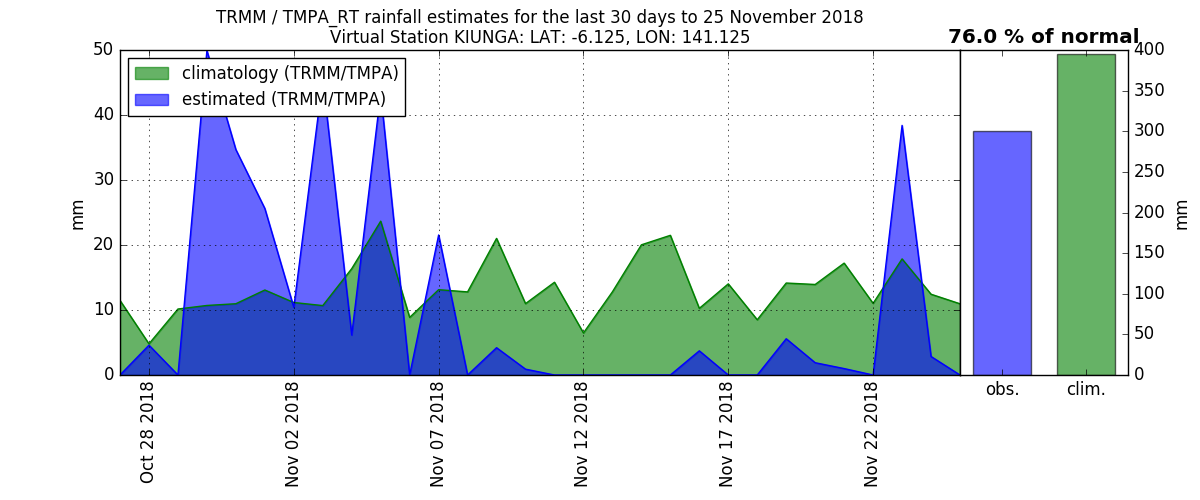 TRMM / TMPA_RT rainfall estimates for the last 30 days to 25 November 2018
Virtual Station KIUNGA: LAT: -6.125, LON: 141.125
76.0 % of normal
climatology (TRMM/TMPA)
estimated (TRMM/TMPA)
mm
50
40
30
20
10
0
Oct 28 2018
Nov 02 2018
Nov 07 2018
Nov 12 2018
Nov 17 2018
Nov 22 2018
obs.
clim.
400
350
300
250
200
150
100
50
0
mm